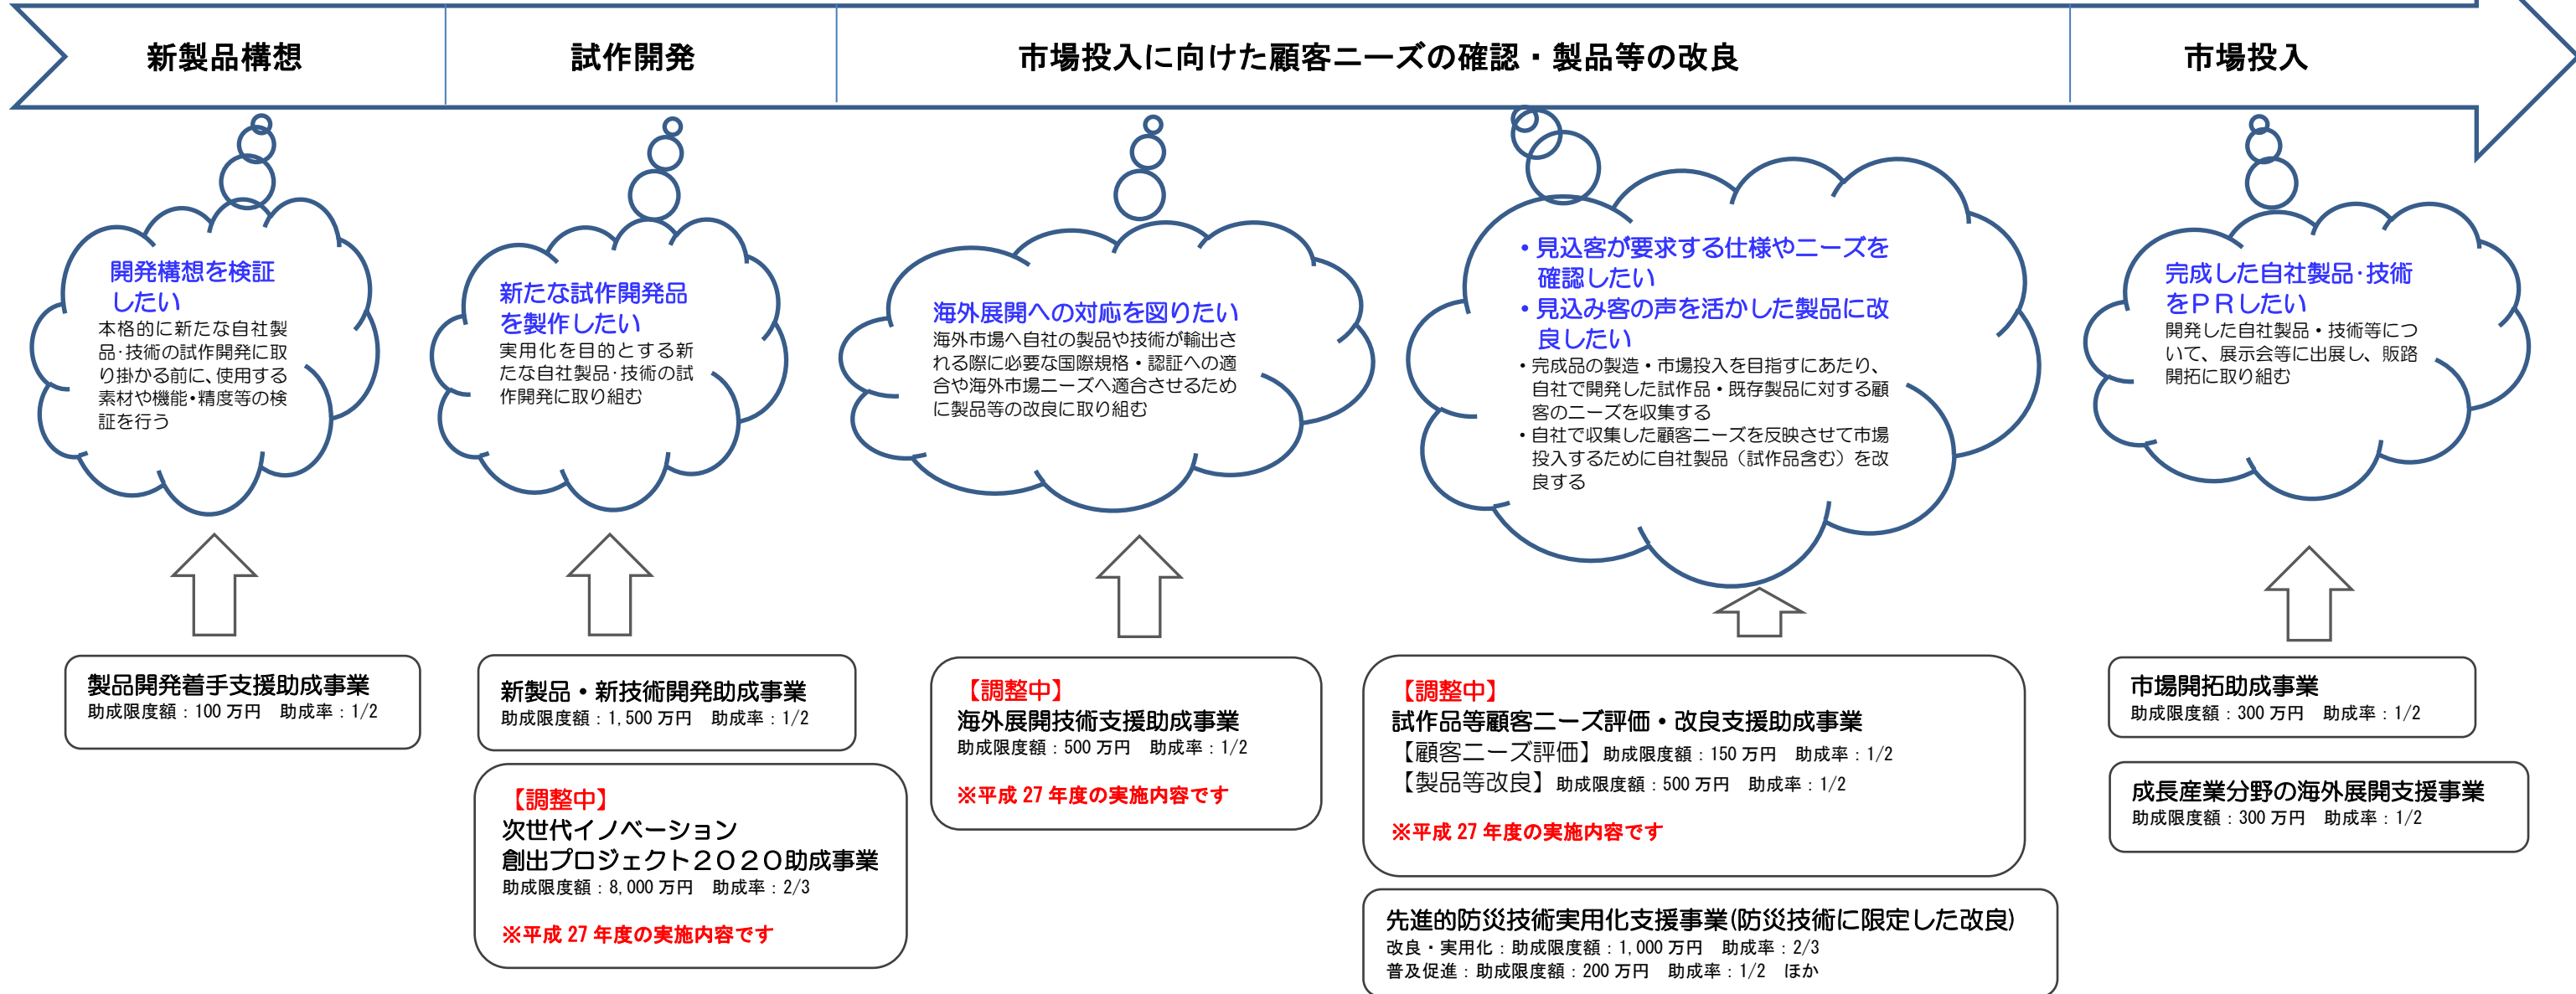 新製品構想
試作開発
市場投入に向けた顧客ニーズの確認・製品等の改良
市場投入
開発構想を検証
したい
本格的に新たな自社製
品･技術の試作開発に取
り掛かる前に、使用する
素材や機能・精度等の検
証を行う
新たな試作開発品
を製作したい
実用化を目的とする新
たな自社製品･技術の試
作開発に取り組む
海外展開への対応を図りたい
海外市場へ自社の製品や技術が輸出さ
れる際に必要な国際規格・認証への適
合や海外市場ニーズへ適合させるため
に製品等の改良に取り組む
・見込客が要求する仕様やニーズを
確認したい
・見込み客の声を活かした製品に改
良したい
・完成品の製造・市場投入を目指すにあたり、
自社で開発した試作品・既存製品に対する顧
客のニーズを収集する
・自社で収集した顧客ニーズを反映させて市場
投入するために自社製品（試作品含む）を改
良する
完成した自社製品･技術
をＰＲしたい
開発した自社製品・技術等につ
いて、展示会等に出展し、販路
開拓に取り組む
製品開発着手支援助成事業
助成限度額：100 万円　助成率：1/2
新製品・新技術開発助成事業
助成限度額：1,500 万円　助成率：1/2
【調整中】
次世代イノベーション
創出プロジェクト２０２０助成事業
助成限度額：8,000 万円　助成率：2/3
※平成 27 年度の実施内容です
【調整中】
海外展開技術支援助成事業
助成限度額：500 万円　助成率：1/2
※平成 27 年度の実施内容です
【調整中】
試作品等顧客ニーズ評価・改良支援助成事業
【顧客ニーズ評価】助成限度額：150 万円　助成率：1/2
【製品等改良】助成限度額：500 万円　助成率：1/2
※平成 27 年度の実施内容です
先進的防災技術実用化支援事業(防災技術に限定した改良)
改良・実用化：助成限度額：1,000 万円　助成率：2/3
普及促進：助成限度額：200 万円　助成率：1/2　ほか
市場開拓助成事業
助成限度額：300 万円　助成率：1/2
成長産業分野の海外展開支援事業
助成限度額：300 万円　助成率：1/2